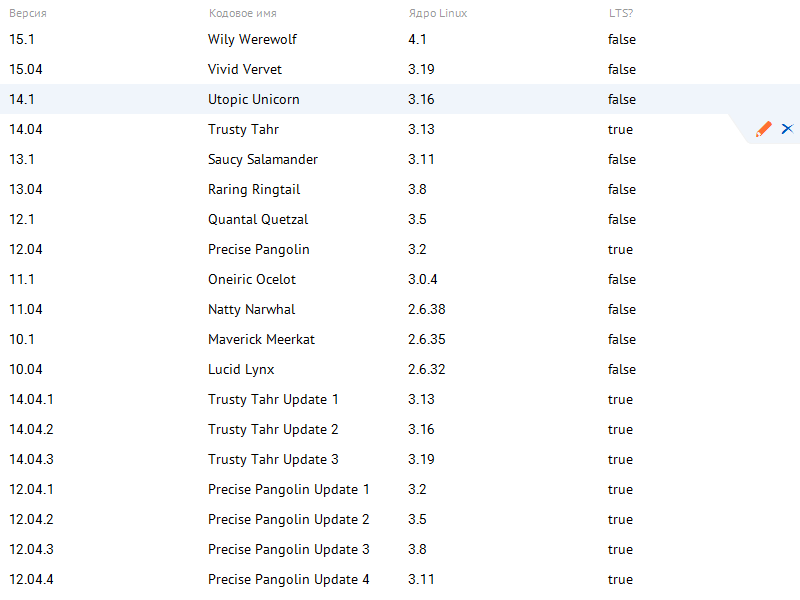 Версия Кодовое имя Ядро Linux LTS?
15.1 Wily Werewolf 4.1 false
15.04 Vivid Vervet 3.19 false
14.1 Utopic Unicorn 3.16 false
14.04 Trusty Tahr 3.13 true
13.1 Saucy Salamander 3.11 false
13.04 Raring Ringtail 3.8 false
12.1 Quantal Quetzal 3.5 false
12.04 Precise Pangolin 3.2 true
11.1 Oneiric Ocelot 3.0.4 false
11.04 Natty Narwhal 2.6.38 false
10.1 Maverick Meerkat 2.6.35 false
10.04 Lucid Lynx 2.6.32 false
14.04.1 Trusty Tahr Update 1 3.13 true
14.04.2 Trusty Tahr Update 2 3.16 true
14.04.3 Trusty Tahr Update 3 3.19 true
12.04.1 Precise Pangolin Update 1 3.2 true
12.04.2 Precise Pangolin Update 2 3.5 true
12.04.3 Precise Pangolin Update 3 3.8 true
12.04.4 Precise Pangolin Update 4 3.11 true